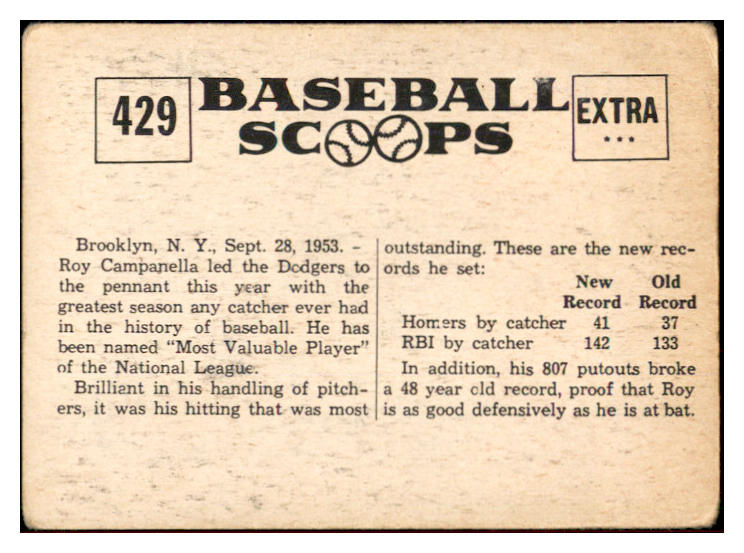 429
BASEBALL
SCOOPS
EXTRA
***
Brooklyn, N. Y., Sept. 28, 1953. –
Roy Campanella led the Dodgers to
the pennant this year with the
greatest season any catcher ever had
in the history of baseball. He has
been named "Most Valuable Player"
of the National League.
Brilliant in his handling of pitch-
ers, it was his hitting that was most
outstanding. These are the new rec-
ords he set:
New Old
Record Record
Homers by catcher 41 37
RBI by catcher 142 133
In addition, his 807 putouts broke
a 48 year old record, proof that Roy
is as good defensively as he is at bat.